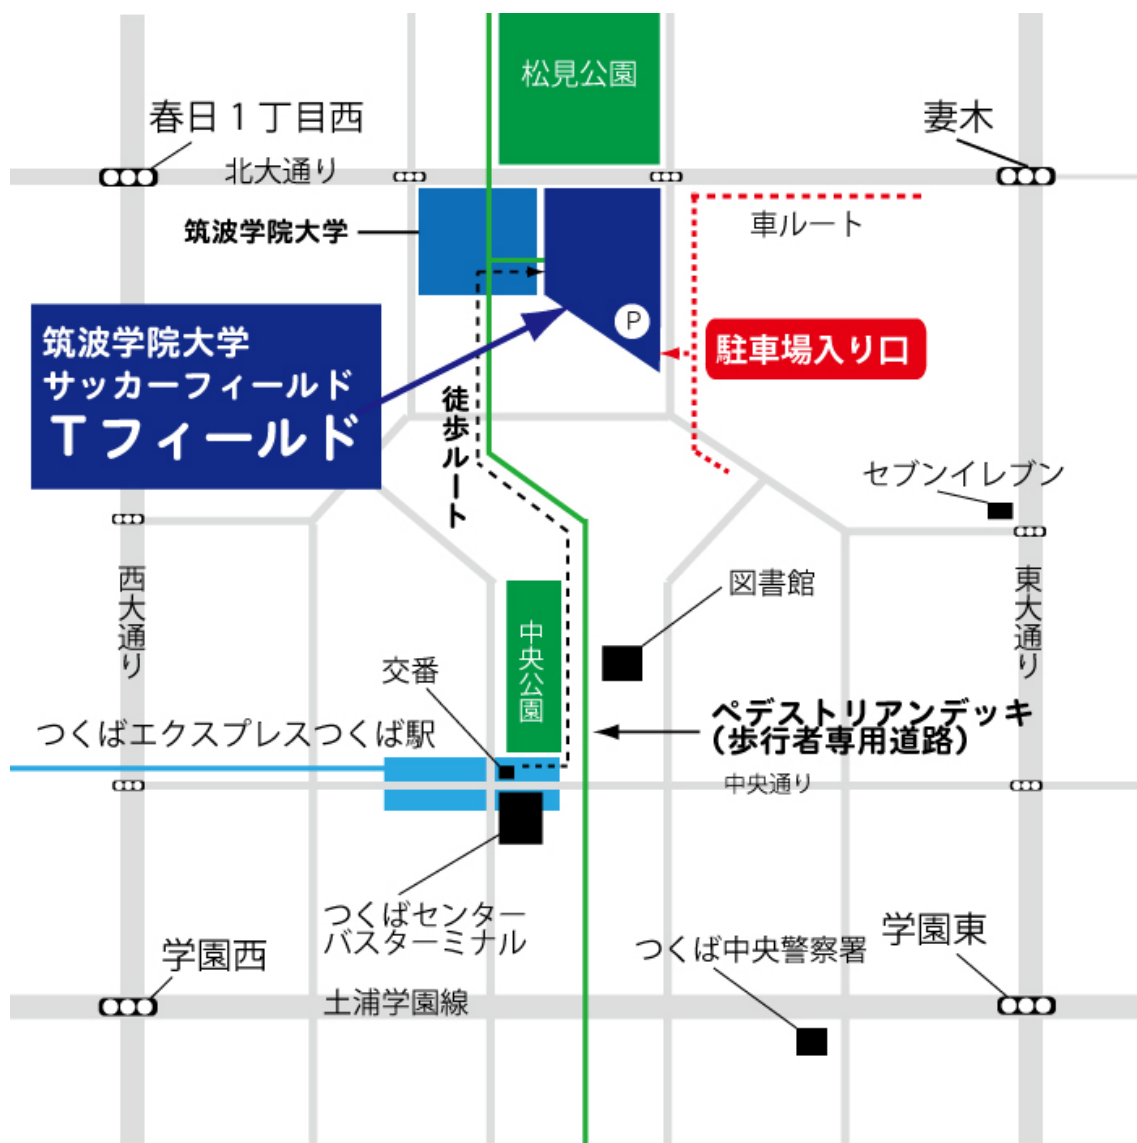 松見公園
春日1丁目西
妻木
北大通り
筑波学院大学
車ルート
筑波学院大学
サッカーフィールド
Tフィールド
P
駐車場入り口
徒歩ルート
セブンイレブン
西大通り
東大通り
図書館
中央公園
交番
ペデストリアンデッキ
(歩行者専用道路)
つくばエクスプレスつくば駅
中央通り
つくばセンター
バスターミナル
学園西
つくば中央警察署
学園東
土浦学園線